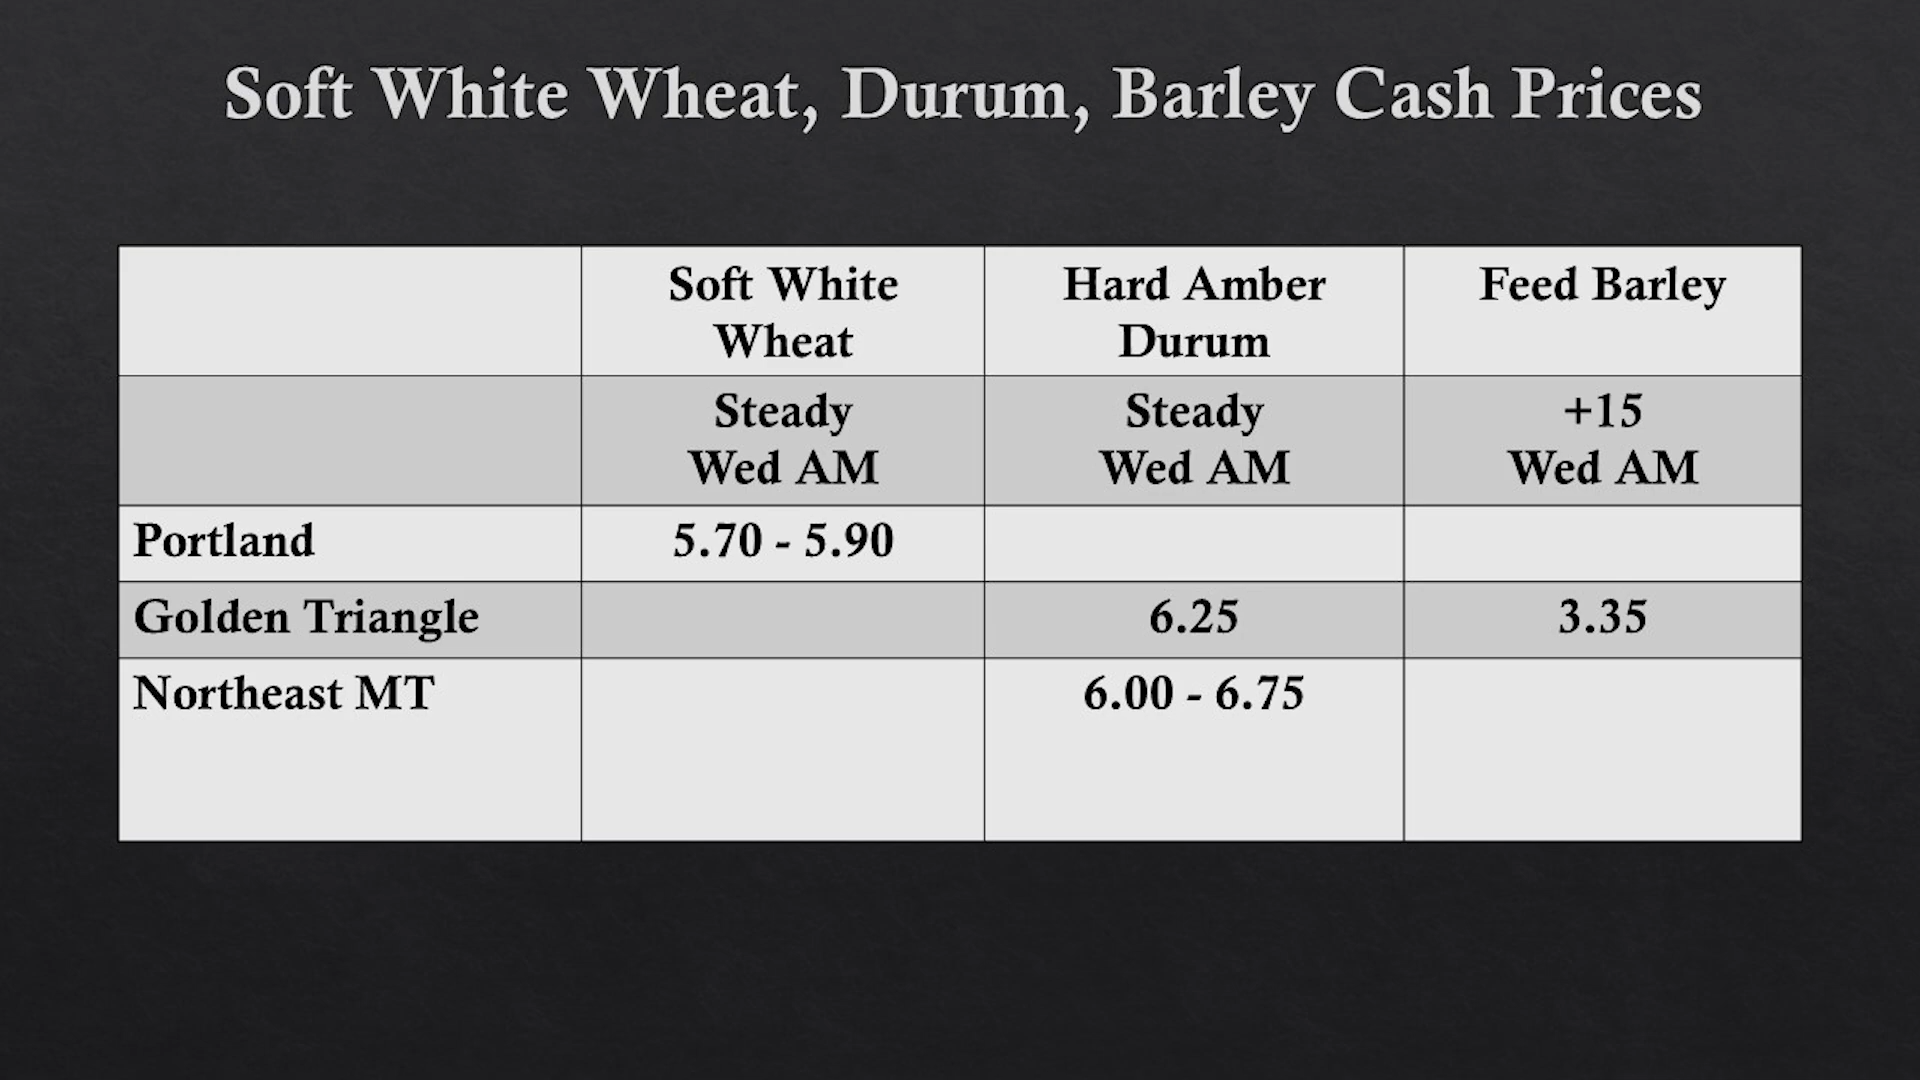 Soft White Wheat, Durum, Barley Cash Prices
Soft White Wheat	Hard Amber Durum	Feed Barley
Steady Wed AM	Steady Wed AM	+15 Wed AM
Portland	5.70 - 5.90
Golden Triangle	6.25	3.35
Northeast MT	6.00 - 6.75